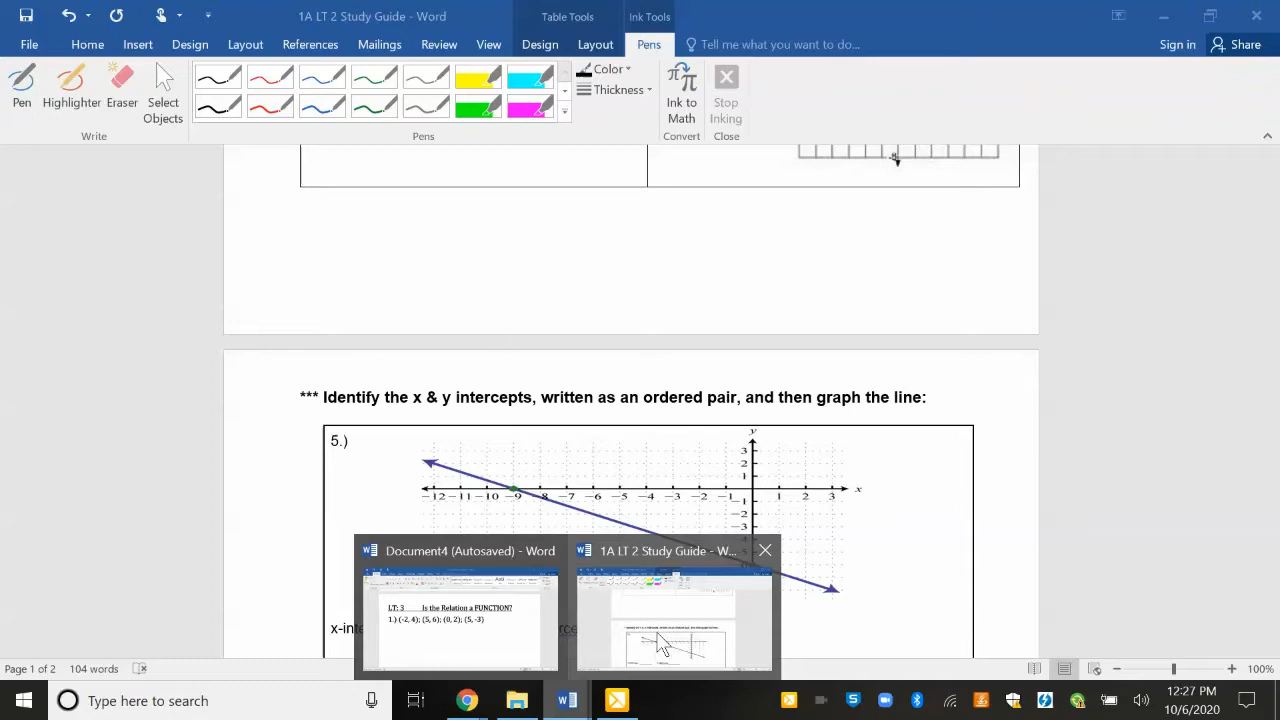 1A LT 2 Study Guide - Word
Table Tools
Ink Tools
File
Home
Insert
Design
Layout
References
Mailings
Review
View
Design
Layout
Pens
Tell me what you want to do...
Sign in
Share
Pen
Highlighter
Eraser
Select
Objects
Color
Thickness
Ink to
Math
Stop
Inking
Write
Pens
Convert
Close
*** Identify the x & y intercepts, written as an ordered pair, and then graph the line:
5.)
y
3
2
1
−12 −11 −10 −9 −8 −7 −6 −5 −4 −3 −2 −1 1 2 3 x
−1
−2
−3
x-inte
Document4 (Autosaved) - Word
1A LT 2 Study Guide - W...
LT: 3 Is the Relation a FUNCTION?
1.) (-2, 4); (5, 6); (0, 2); (5, -3)
Page 1 of 2 104 words
100%
Type here to search
12:27 PM
10/6/2020